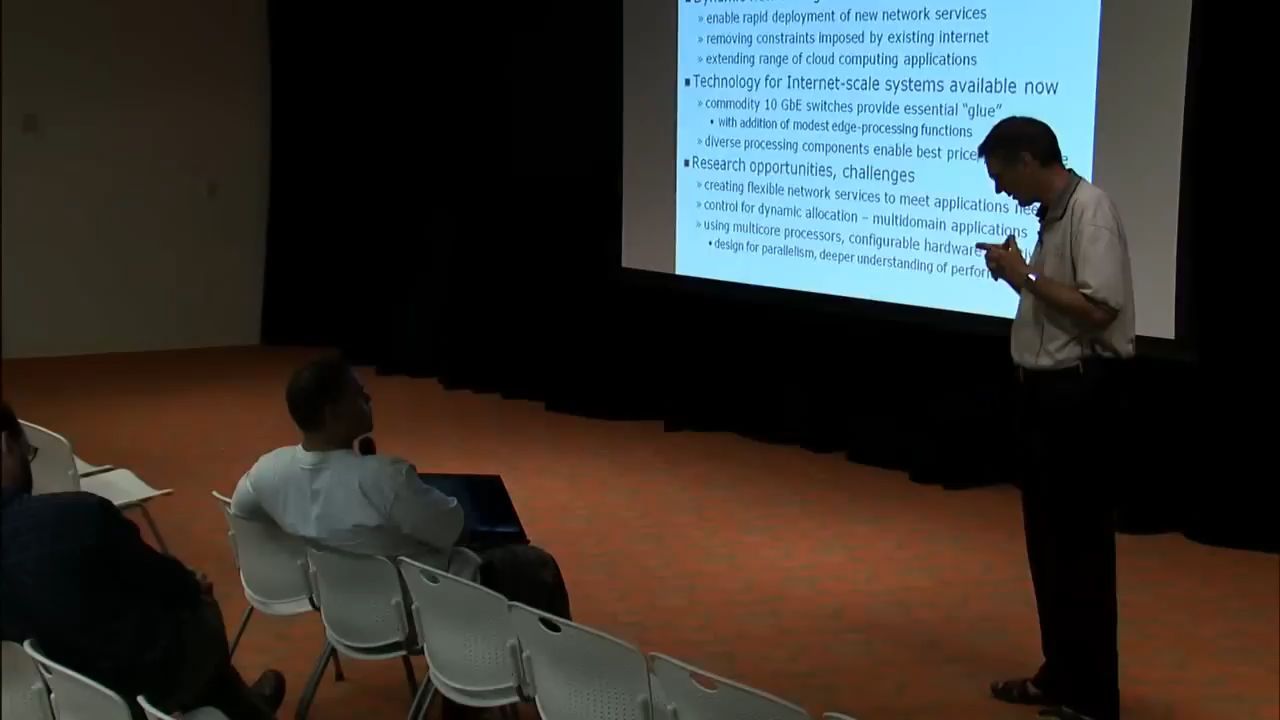 » enable rapid deployment of new network services
» removing constraints imposed by existing internet
» extending range of cloud computing applications
▪ Technology for Internet-scale systems available now
» commodity 10 GbE switches provide essential “glue”
• with addition of modest edge-processing functions
» diverse processing components enable best price
▪ Research opportunities, challenges
» creating flexible network services to meet applications
» control for dynamic allocation – multidomain applications
» using multicore processors, configurable hardware
• design for parallelism, deeper understanding of